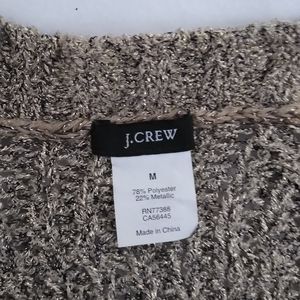 J.CREW
M
78% Polyester
22% Metallic
RN77388
CA56445
Made in China